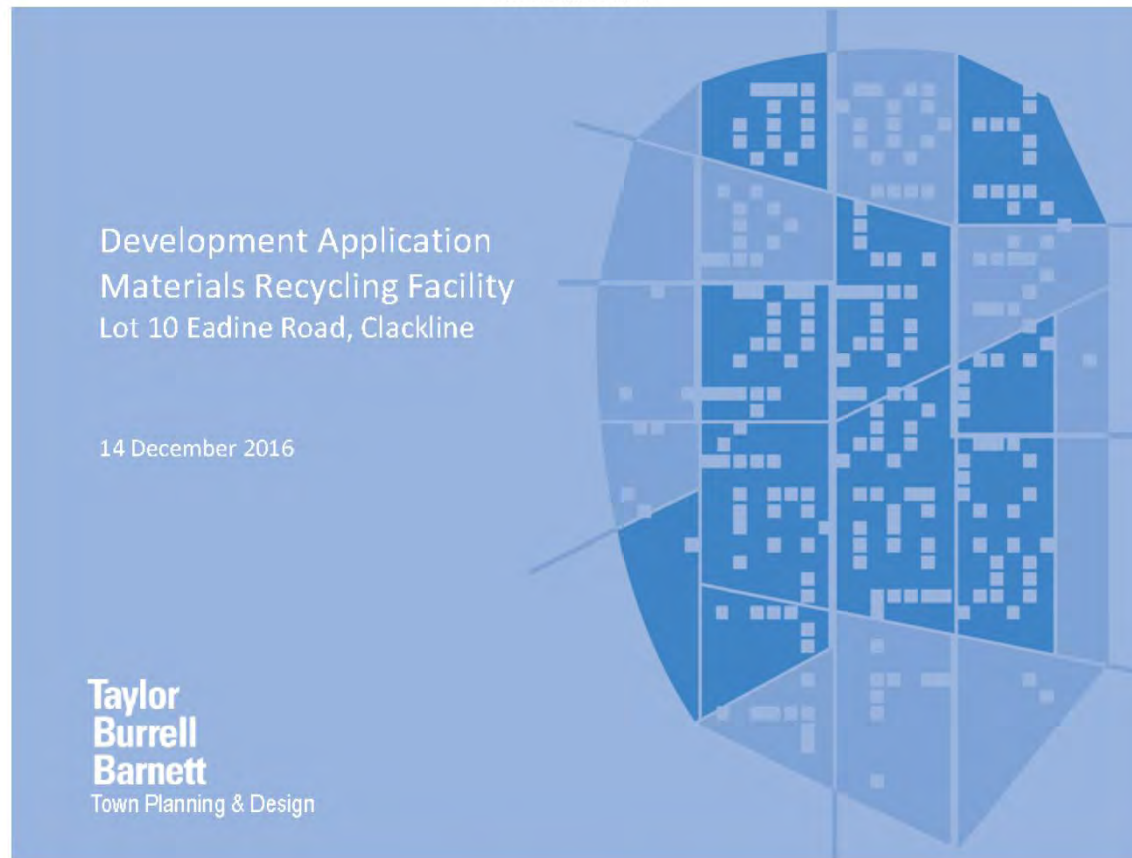 Development Application
Materials Recycling Facility
Lot 10 Eadine Road, Clackline
14 December 2016
Taylor
Burrell
Barnett
Town Planning & Design